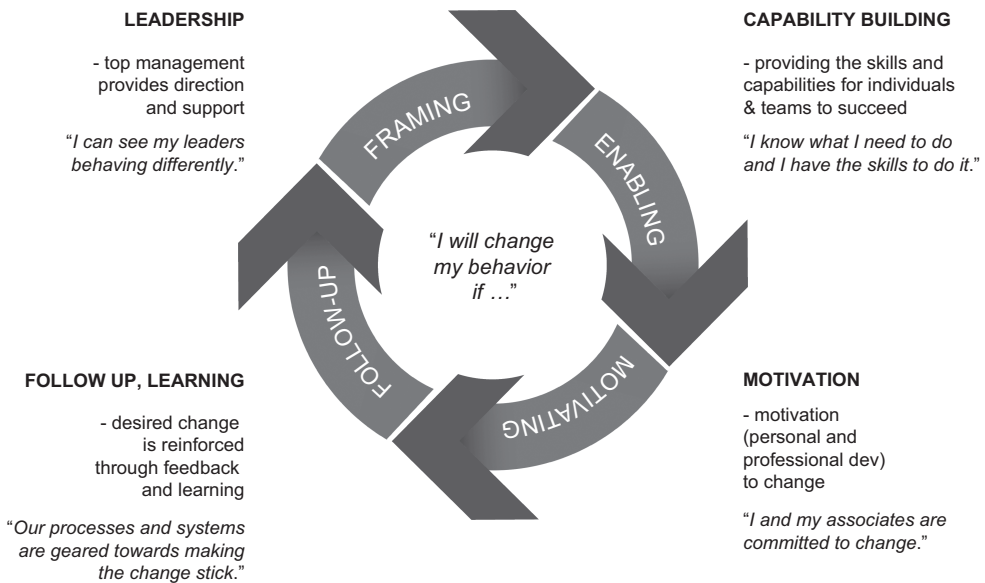 LEADERSHIP
- top management
provides direction
and support
“I can see my leaders
behaving differently.”
CAPABILITY BUILDING
- providing the skills and
capabilities for individuals
& teams to succeed
“I know what I need to do
and I have the skills to do it.”
FRAMING
ENABLING
MOTIVATING
FOLLOW-UP
“I will change
my behavior
if …”
FOLLOW UP, LEARNING
- desired change
is reinforced
through feedback
and learning
“Our processes and systems
are geared towards making
the change stick.”
MOTIVATION
- motivation
(personal and
professional dev)
to change
“I and my associates are
committed to change.”